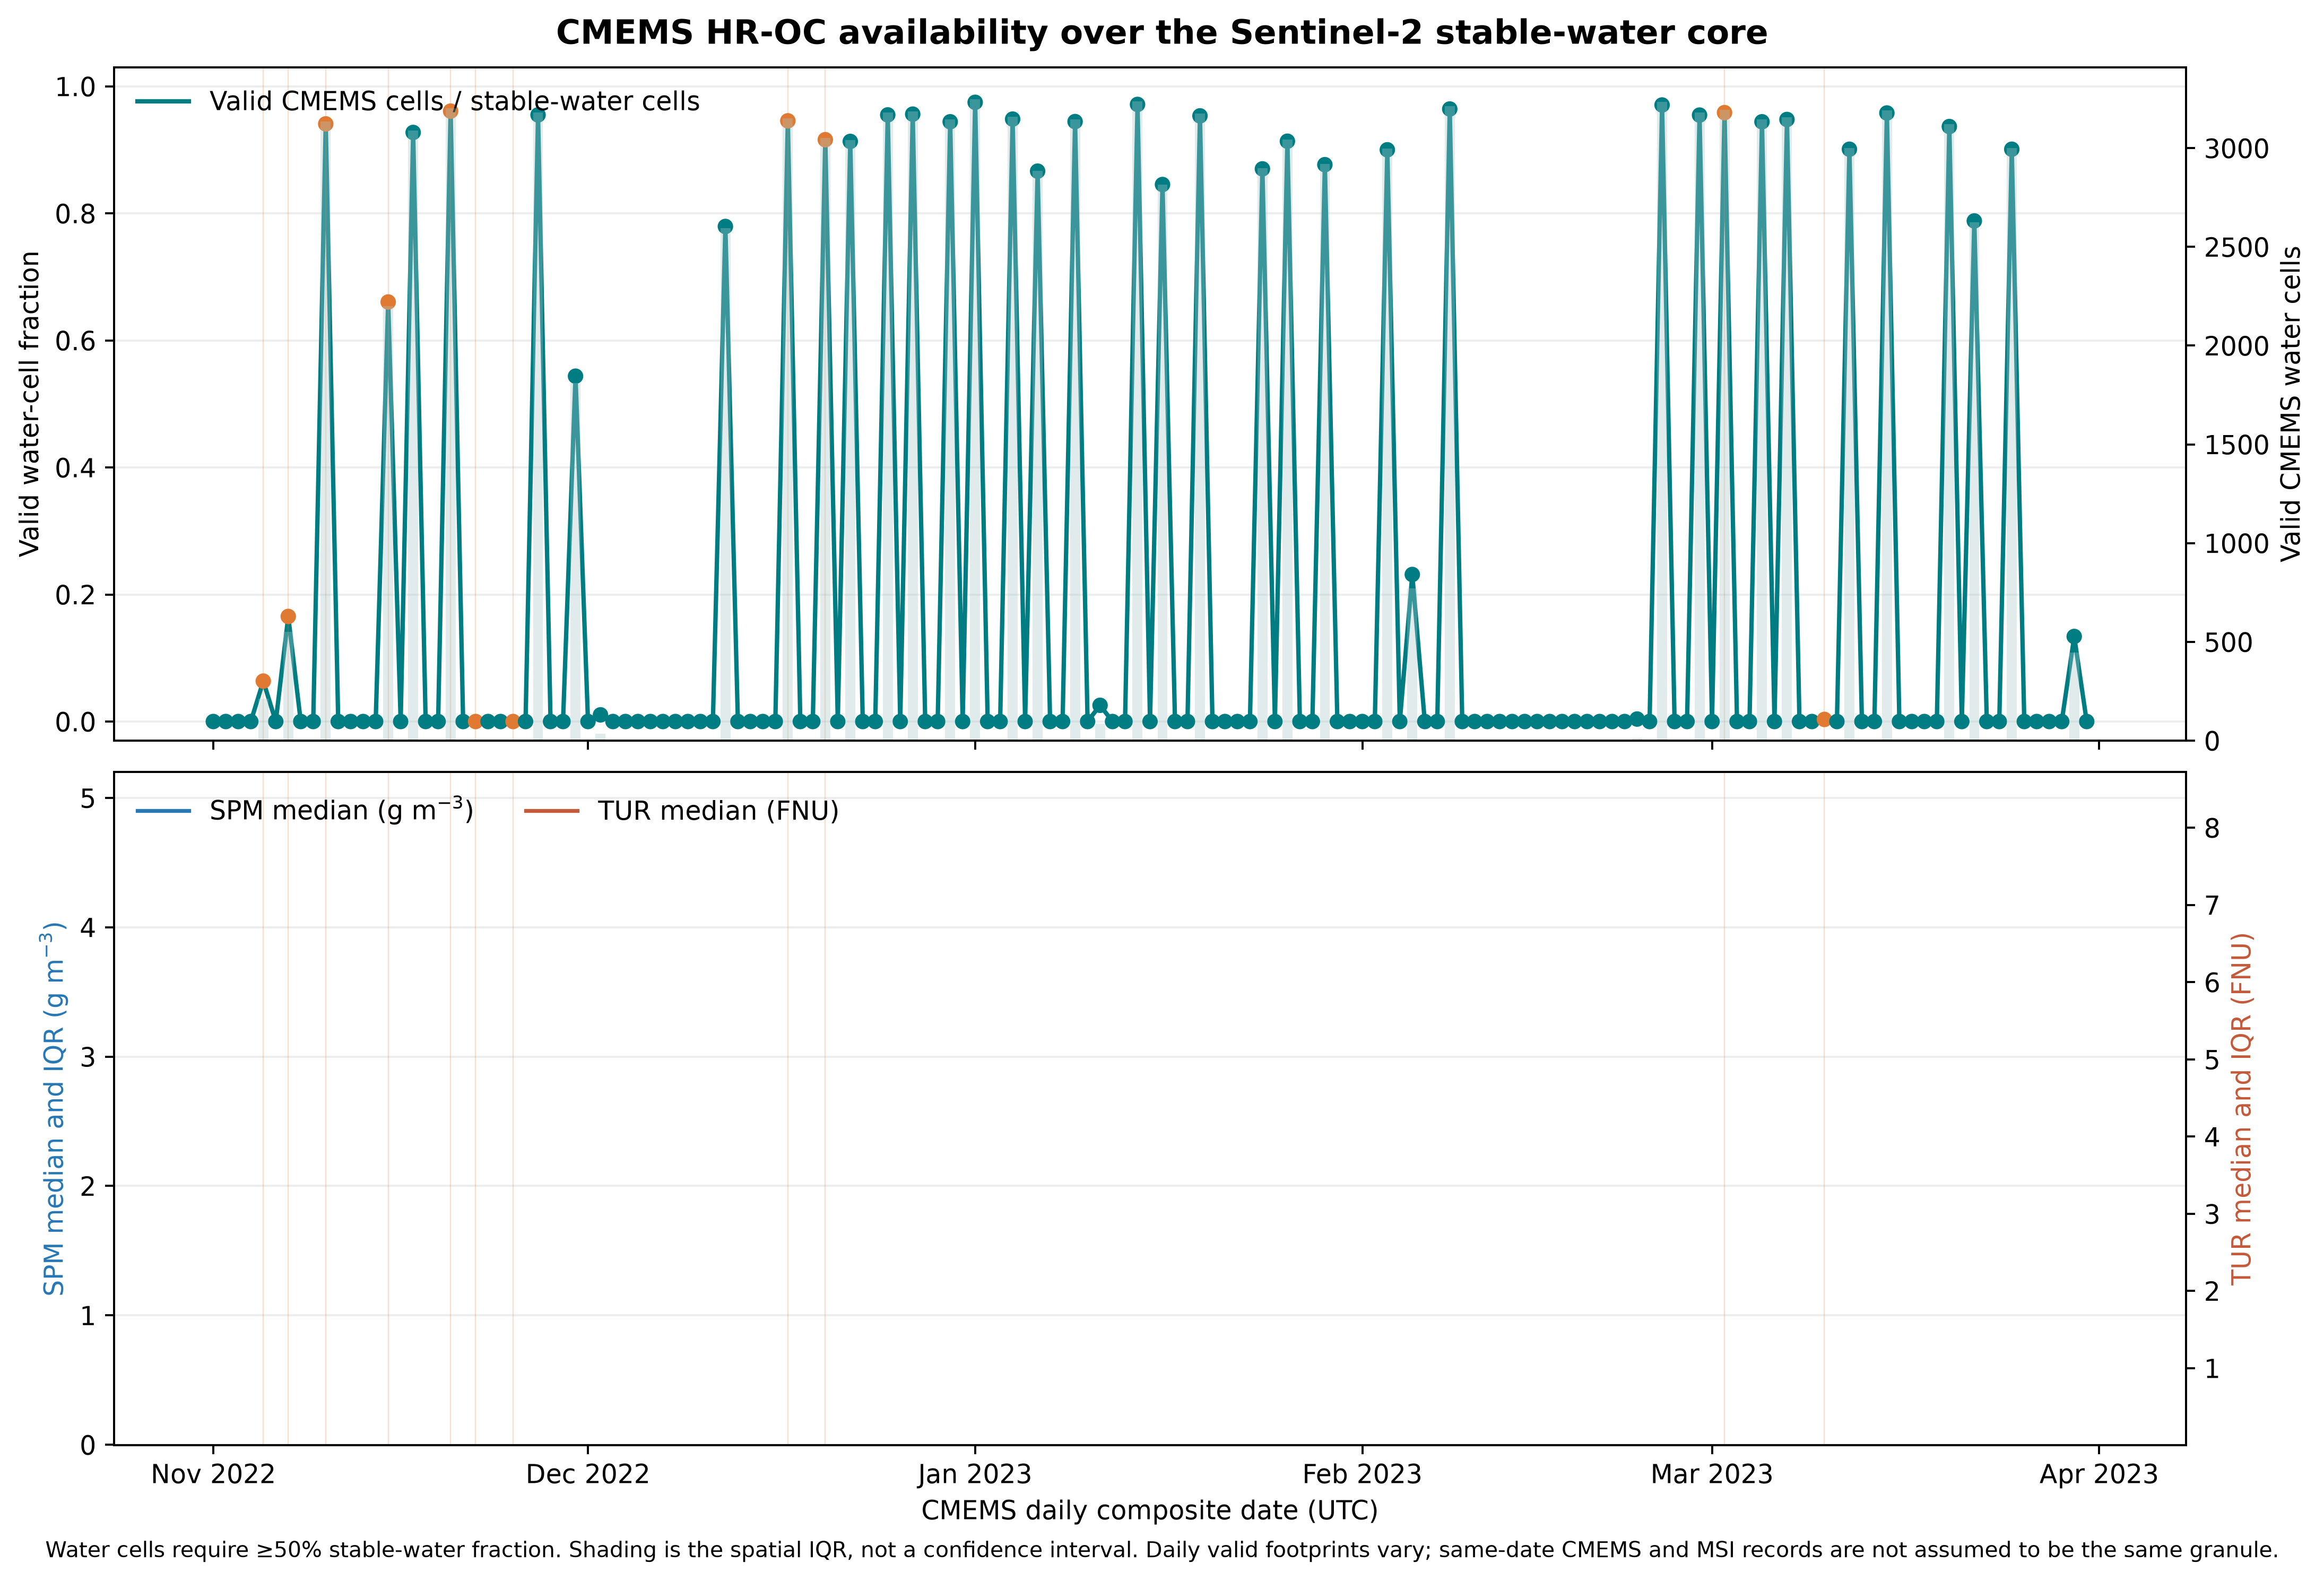 CMEMS HR-OC availability over the Sentinel-2 stable-water core
Valid CMEMS cells / stable-water cells
Valid water-cell fraction
1.0
0.8
0.6
0.4
0.2
0.0
3000
2500
2000
1500
1000
500
0
Valid CMEMS water cells
SPM median (g m⁻³)
TUR median (FNU)
SPM median and IQR (g m⁻³)
5
4
3
2
1
0
8
7
6
5
4
3
2
1
TUR median and IQR (FNU)
Nov 2022
Dec 2022
Jan 2023
Feb 2023
Mar 2023
Apr 2023
CMEMS daily composite date (UTC)
Water cells require ≥50% stable-water fraction. Shading is the spatial IQR, not a confidence interval. Daily valid footprints vary; same-date CMEMS and MSI records are not assumed to be the same granule.